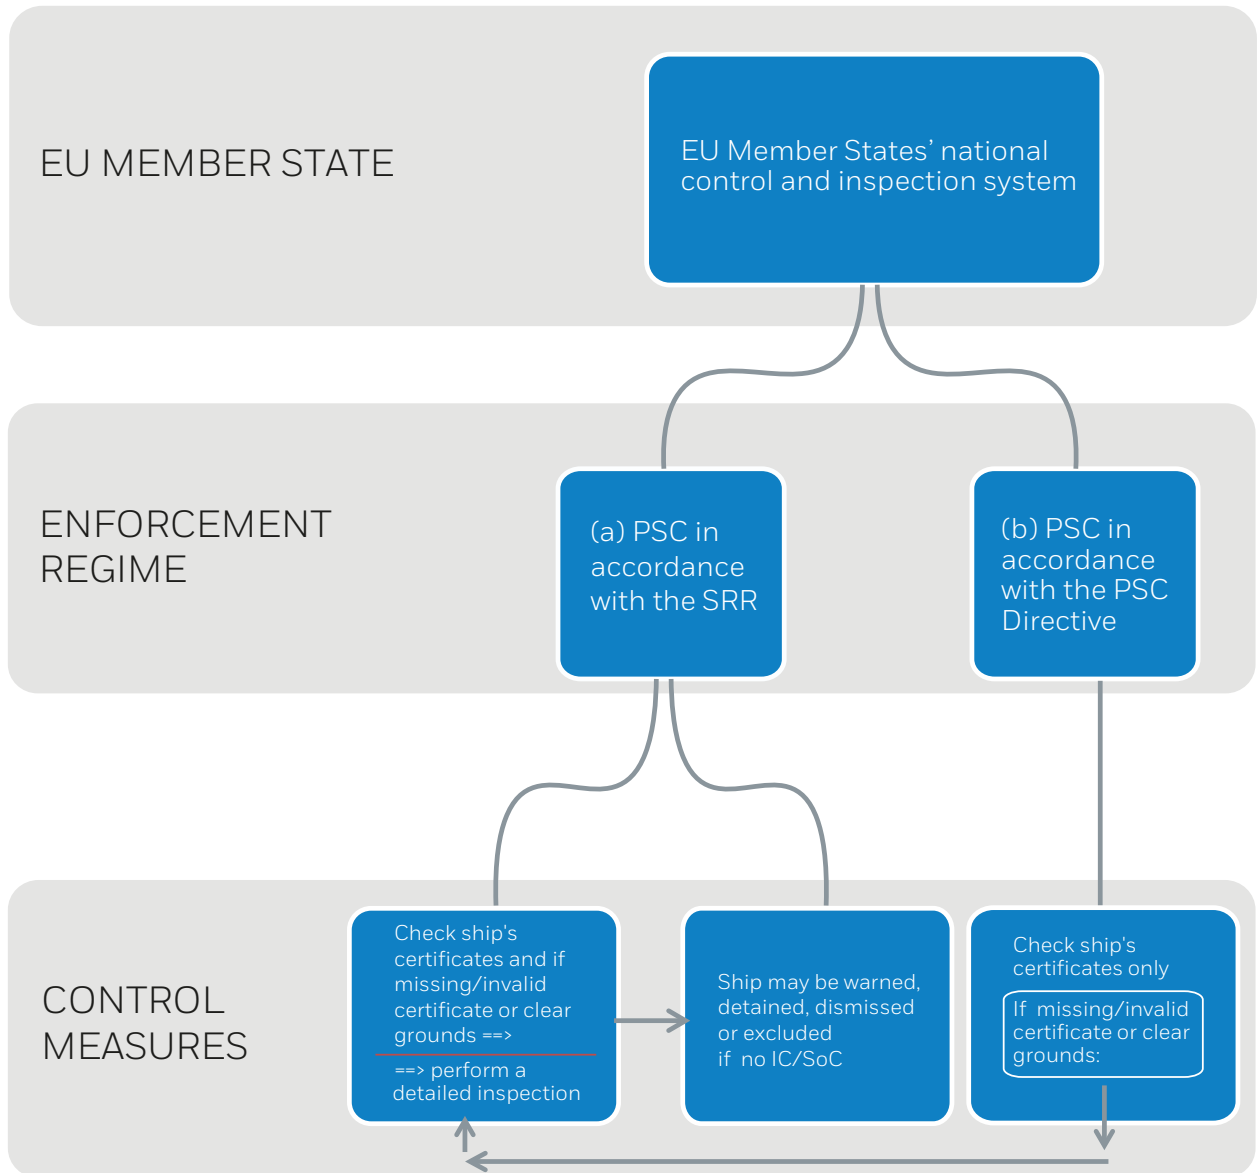 EU MEMBER STATE
EU Member States’ national
control and inspection system
ENFORCEMENT
REGIME
(a) PSC in
accordance
with the SRR
(b) PSC in
accordance
with the PSC
Directive
CONTROL
MEASURES
Check ship's
certificates and if
missing/invalid
certificate or clear
grounds ==>
==> perform a
detailed inspection
Ship may be warned,
detained, dismissed
or excluded
if no IC/SoC
Check ship's
certificates only
If missing/invalid
certificate or clear
grounds: